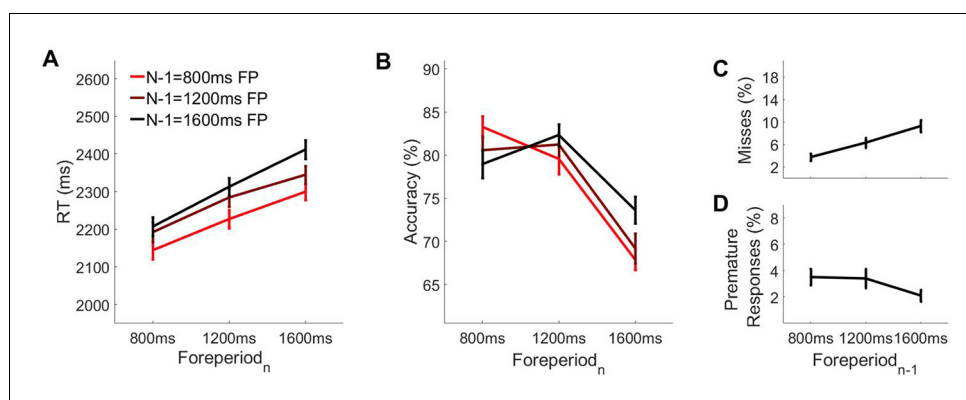 A
RT (ms)
2600
2500
2400
2300
2200
2100
2000
N-1=800ms FP
N-1=1200ms FP
N-1=1600ms FP
800ms 1200ms 1600ms
Foreperiod n
B
Accuracy (%)
90
85
80
75
70
65
800ms 1200ms 1600ms
Foreperiod n
C
Misses (%)
18
14
10
6
2
D
Premature
Responses (%)
8
6
4
2
800ms 1200ms 1600ms
Foreperiod n-1